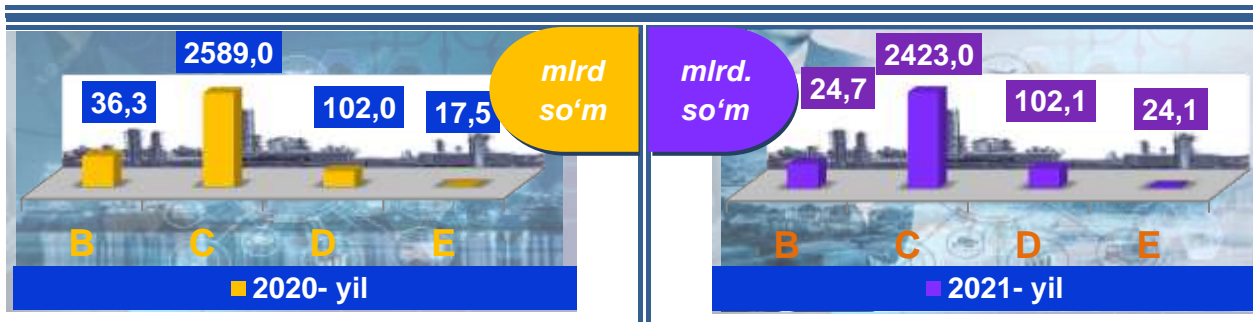 2589,0
36,3
102,0
17,5
mlrd
so‘m
B C D E
2020- yil
mlrd.
so‘m
2423,0
24,7
102,1
24,1
B C D E
2021- yil